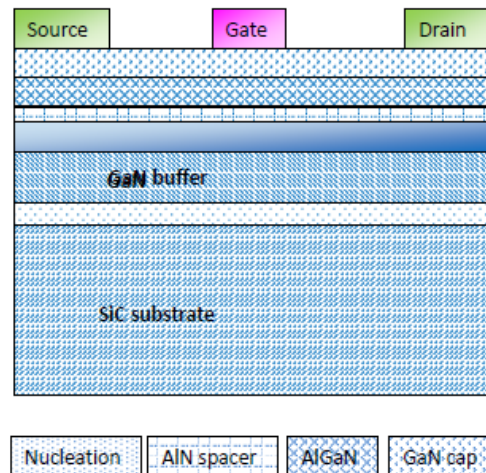 Source Gate Drain
GaN buffer
SiC substrate
Nucleation AlN spacer AlGaN GaN cap